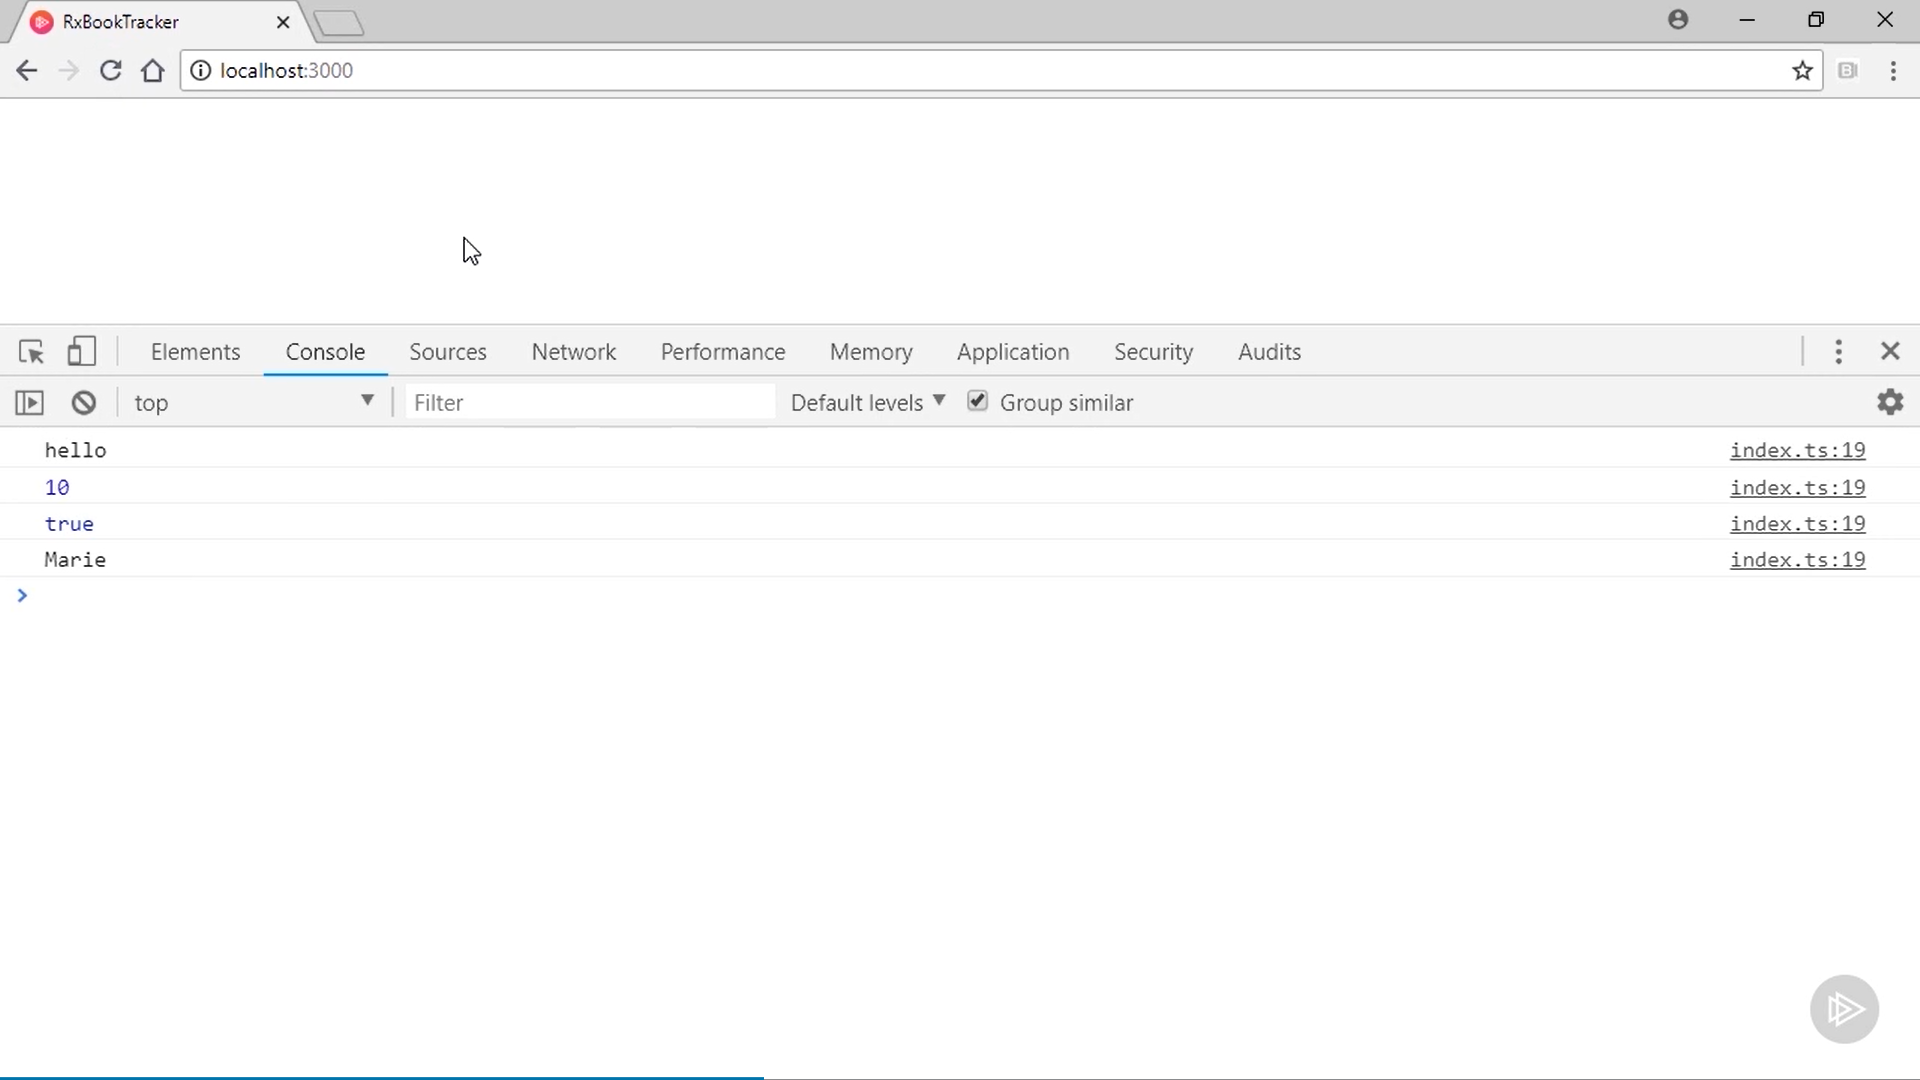 RxBookTracker
localhost:3000
Elements Console Sources Network Performance Memory Application Security Audits
top Filter Default levels Group similar
hello index.ts:19
10 index.ts:19
true index.ts:19
Marie index.ts:19